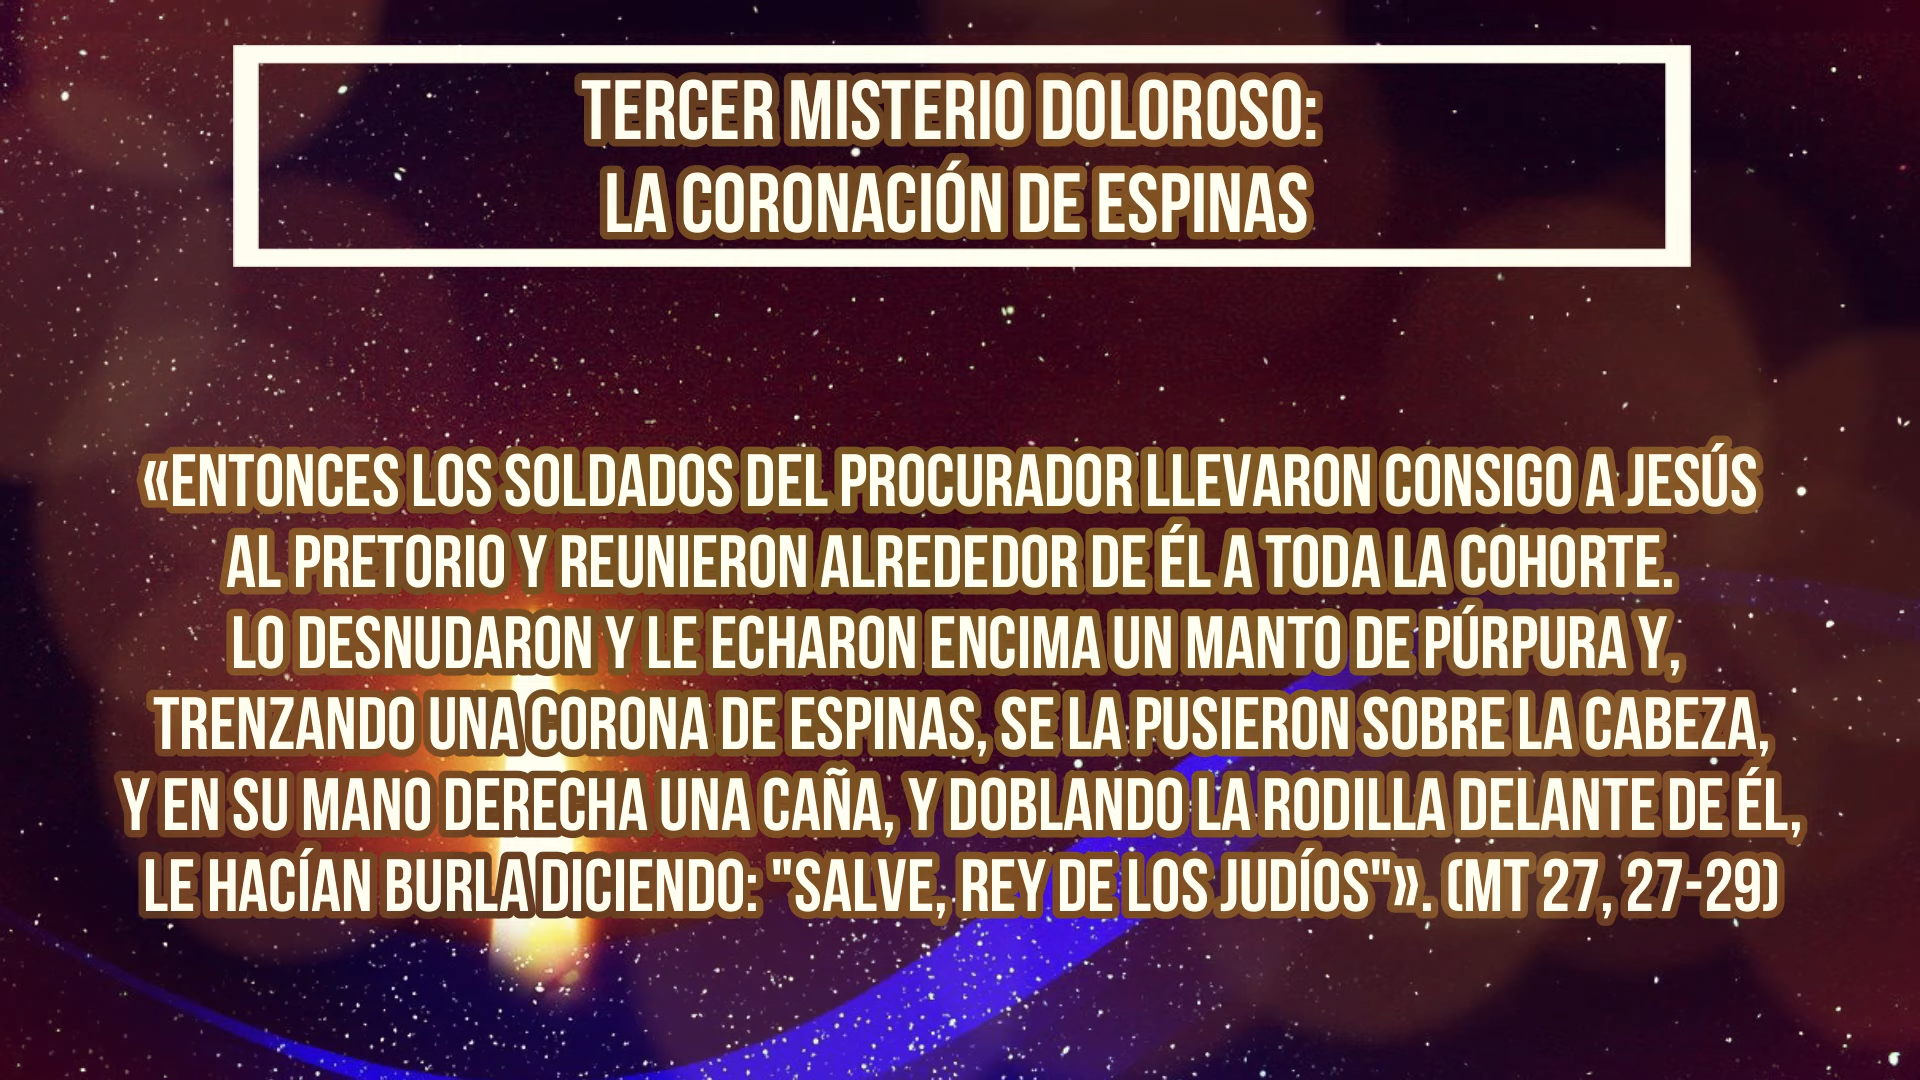 TERCER MISTERIO DOLOROSO:
LA CORONACIÓN DE ESPINAS
«ENTONCES LOS SOLDADOS DEL PROCURADOR LLEVARON CONSIGO A JESÚS
AL PRETORIO Y REUNIERON ALREDEDOR DE ÉL A TODA LA COHORTE.
LO DESNUDARON Y LE ECHARON ENCIMA UN MANTO DE PÚRPURA Y,
TRENZANDO UNA CORONA DE ESPINAS, SE LA PUSIERON SOBRE LA CABEZA,
Y EN SU MANO DERECHA UNA CAÑA, Y DOBLANDO LA RODILLA DELANTE DE ÉL,
LE HACÍAN BURLA DICIENDO: "SALVE, REY DE LOS JUDÍOS"». (MT 27, 27-29)